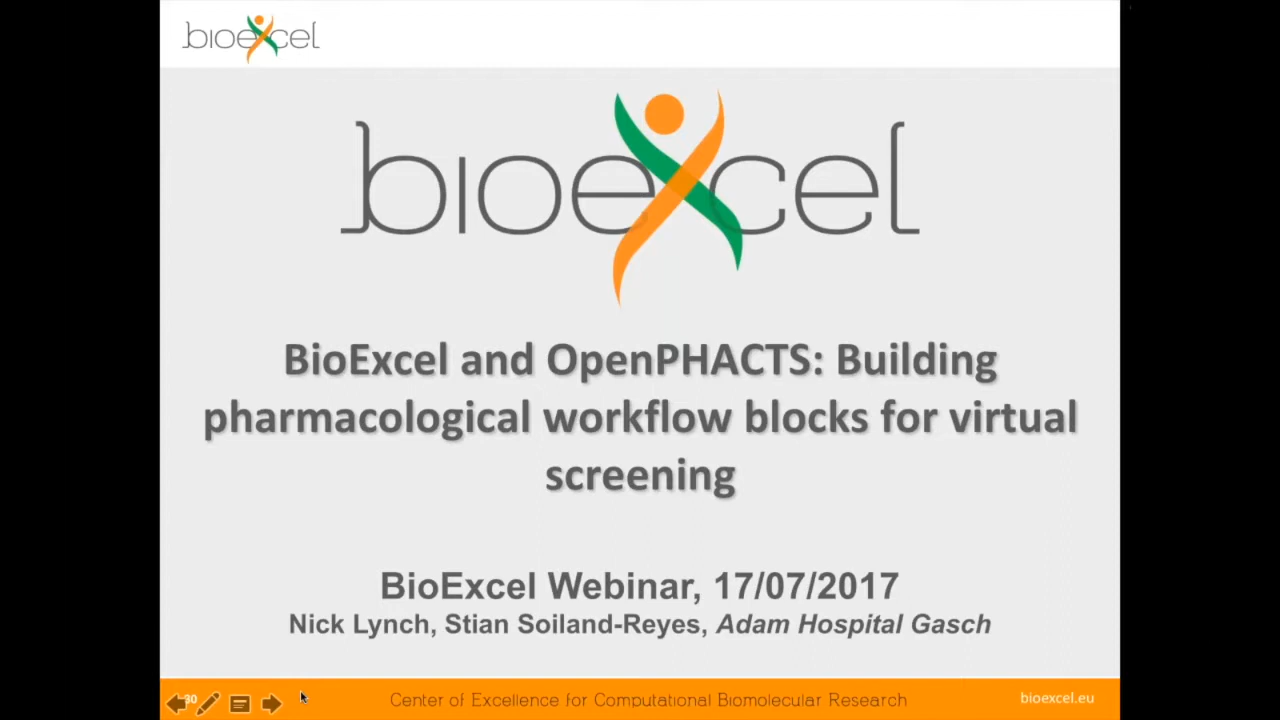 bioexcel
bioexcel
BioExcel and OpenPHACTS: Building
pharmacological workflow blocks for virtual
screening
BioExcel Webinar, 17/07/2017
Nick Lynch, Stian Soiland-Reyes, Adam Hospital Gasch
30
Center of Excellence for Computational Biomolecular Research
bioexcel.eu